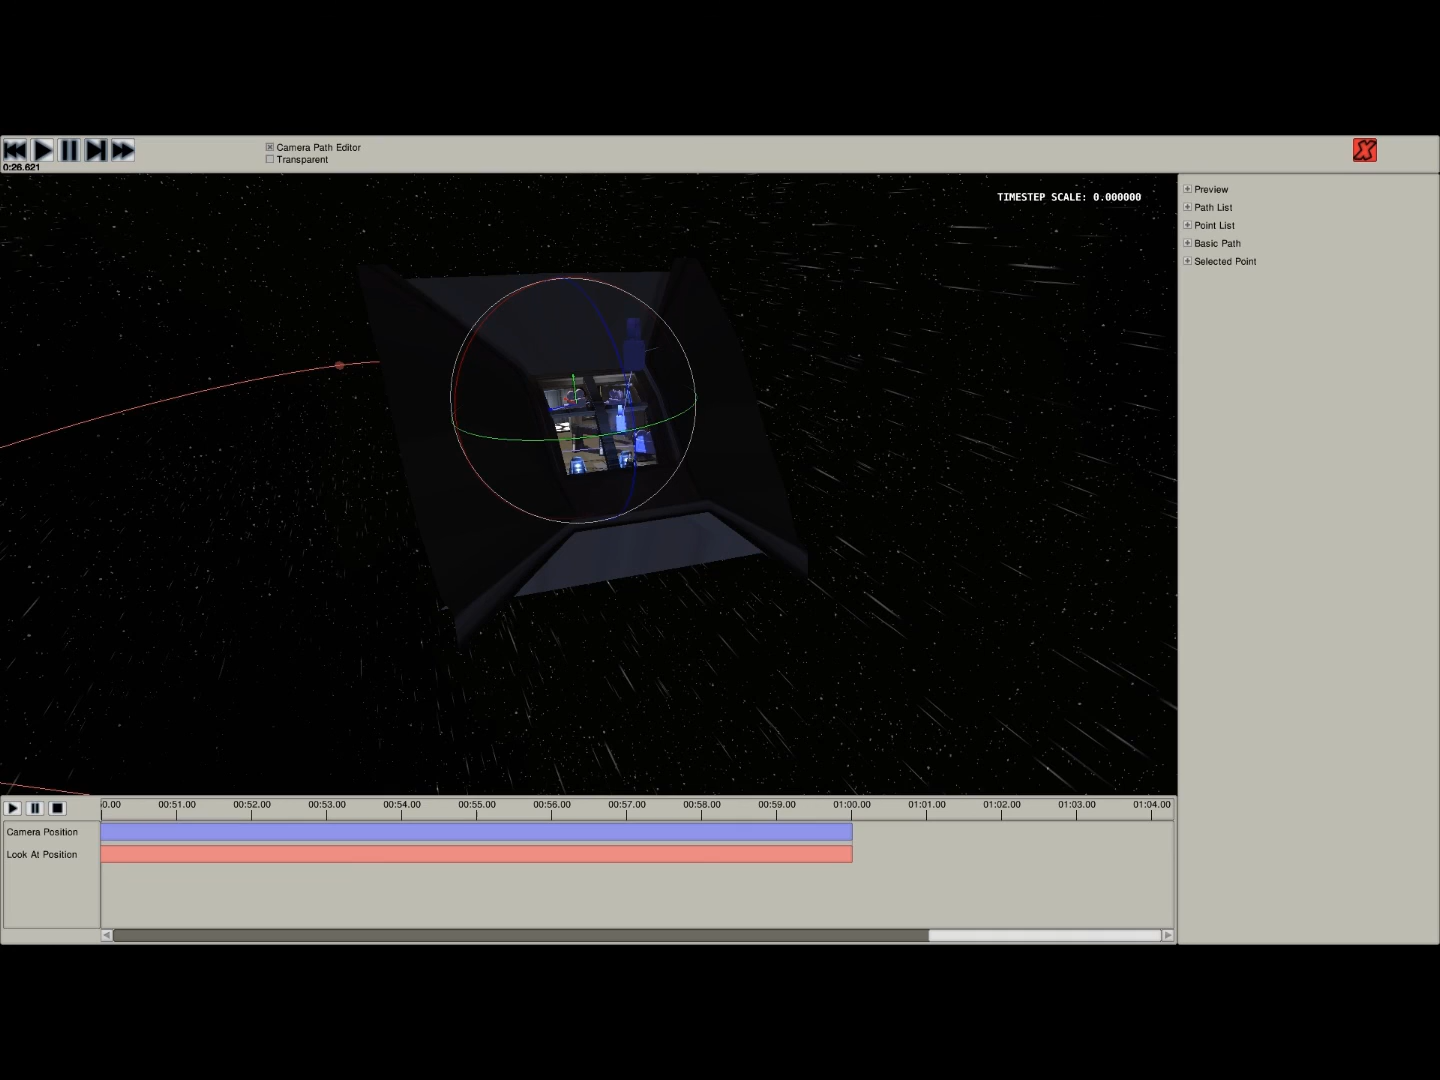 Camera Path Editor
Transparent
0:26.621
TIMESTEP SCALE: 0.000000
Preview
Path List
Point List
Basic Path
Selected Point
0.00 00:51.00 00:52.00 00:53.00 00:54.00 00:55.00 00:56.00 00:57.00 00:58.00 00:59.00 01:00.00 01:01.00 01:02.00 01:03.00 01:04.00
Camera Position
Look At Position